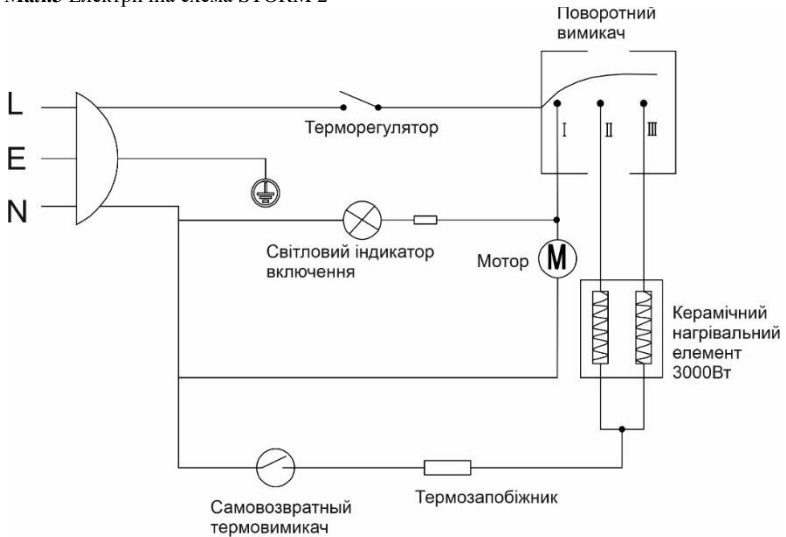 Поворотний
вимикач
L
Терморегулятор
I
II
III
E
N
Світловий індикатор
включення
Мотор
M
Керамічний
нагрівальний
елемент
3000Вт
Самовозвратный
термовимикач
Термозапобіжник